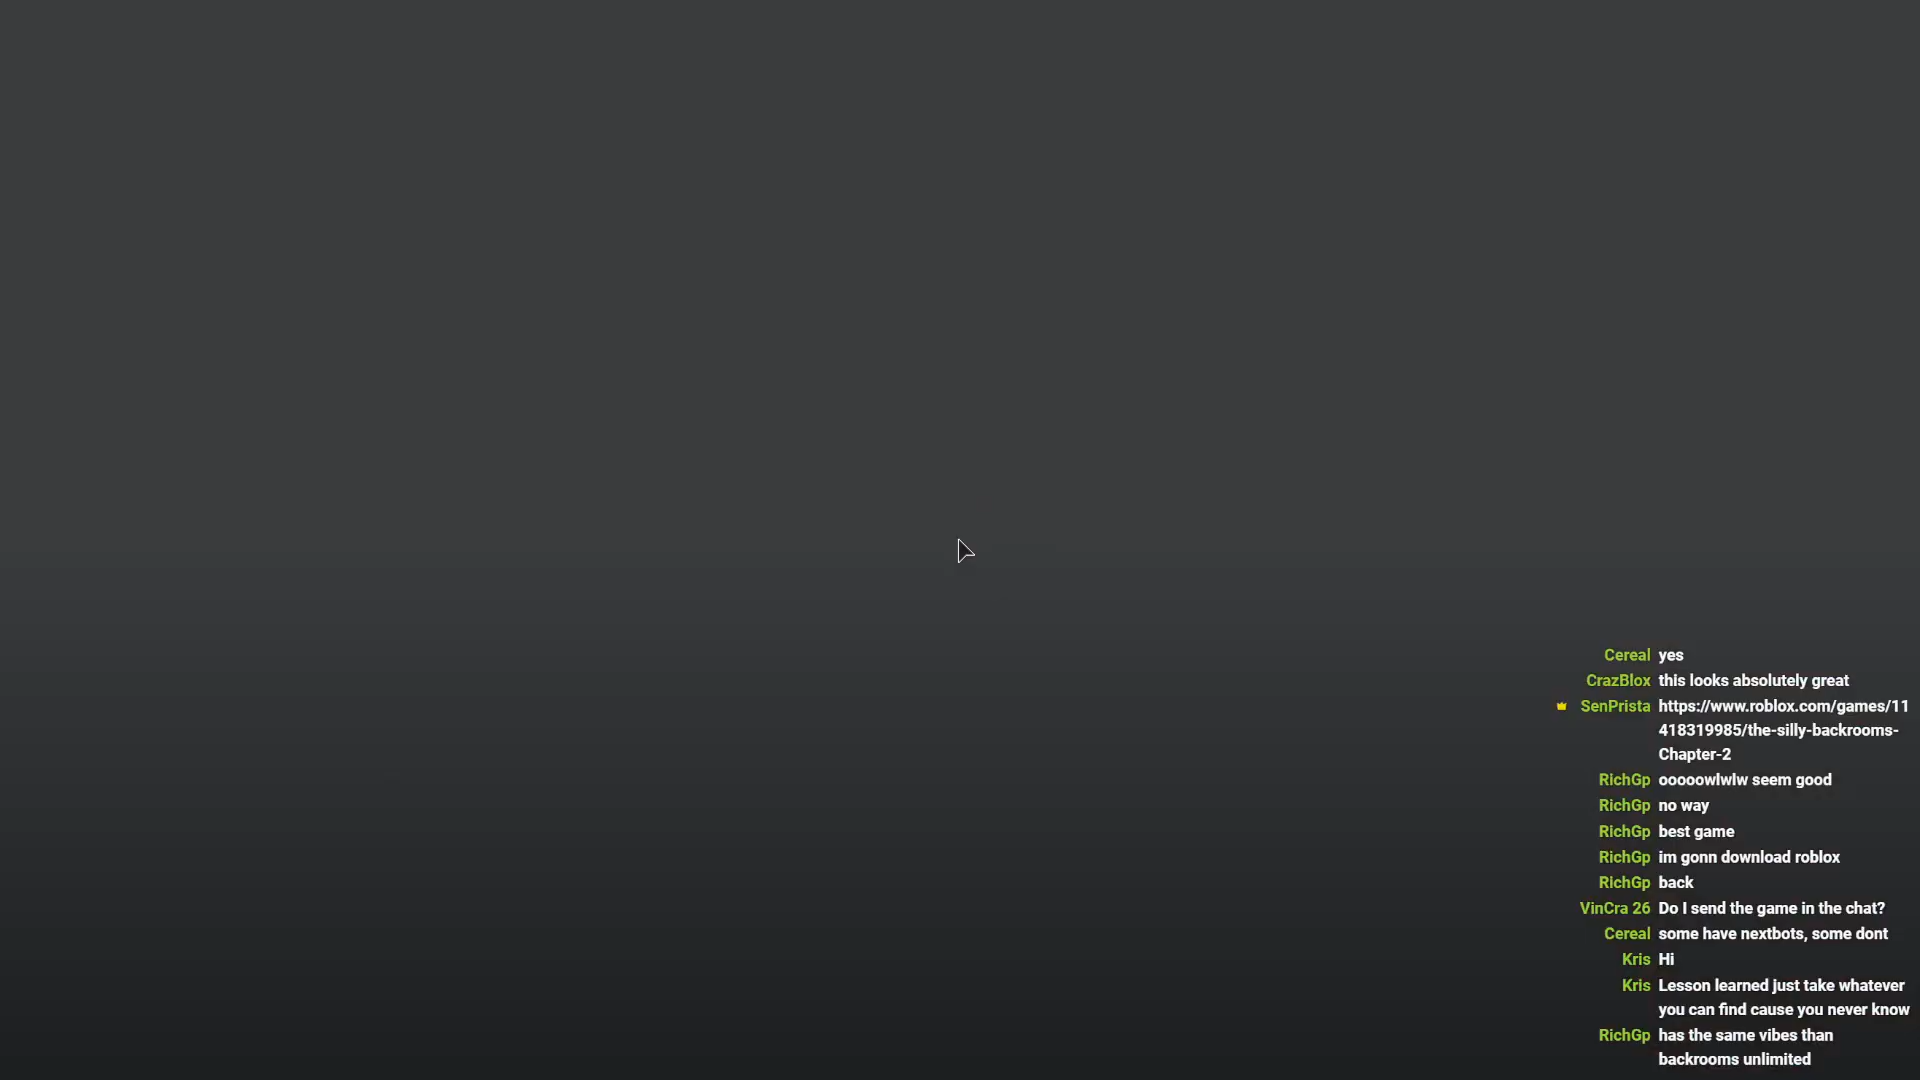 Cereal yes
CrazBlox this looks absolutely great
SenPrista https://www.roblox.com/games/11
418319985/the-silly-backrooms-
Chapter-2
RichGp ooooowlwlw seem good
RichGp no way
RichGp best game
RichGp im gonn download roblox
RichGp back
VinCra 26 Do I send the game in the chat?
Cereal some have nextbots, some dont
Kris Hi
Kris Lesson learned just take whatever
you can find cause you never know
RichGp has the same vibes than
backrooms unlimited